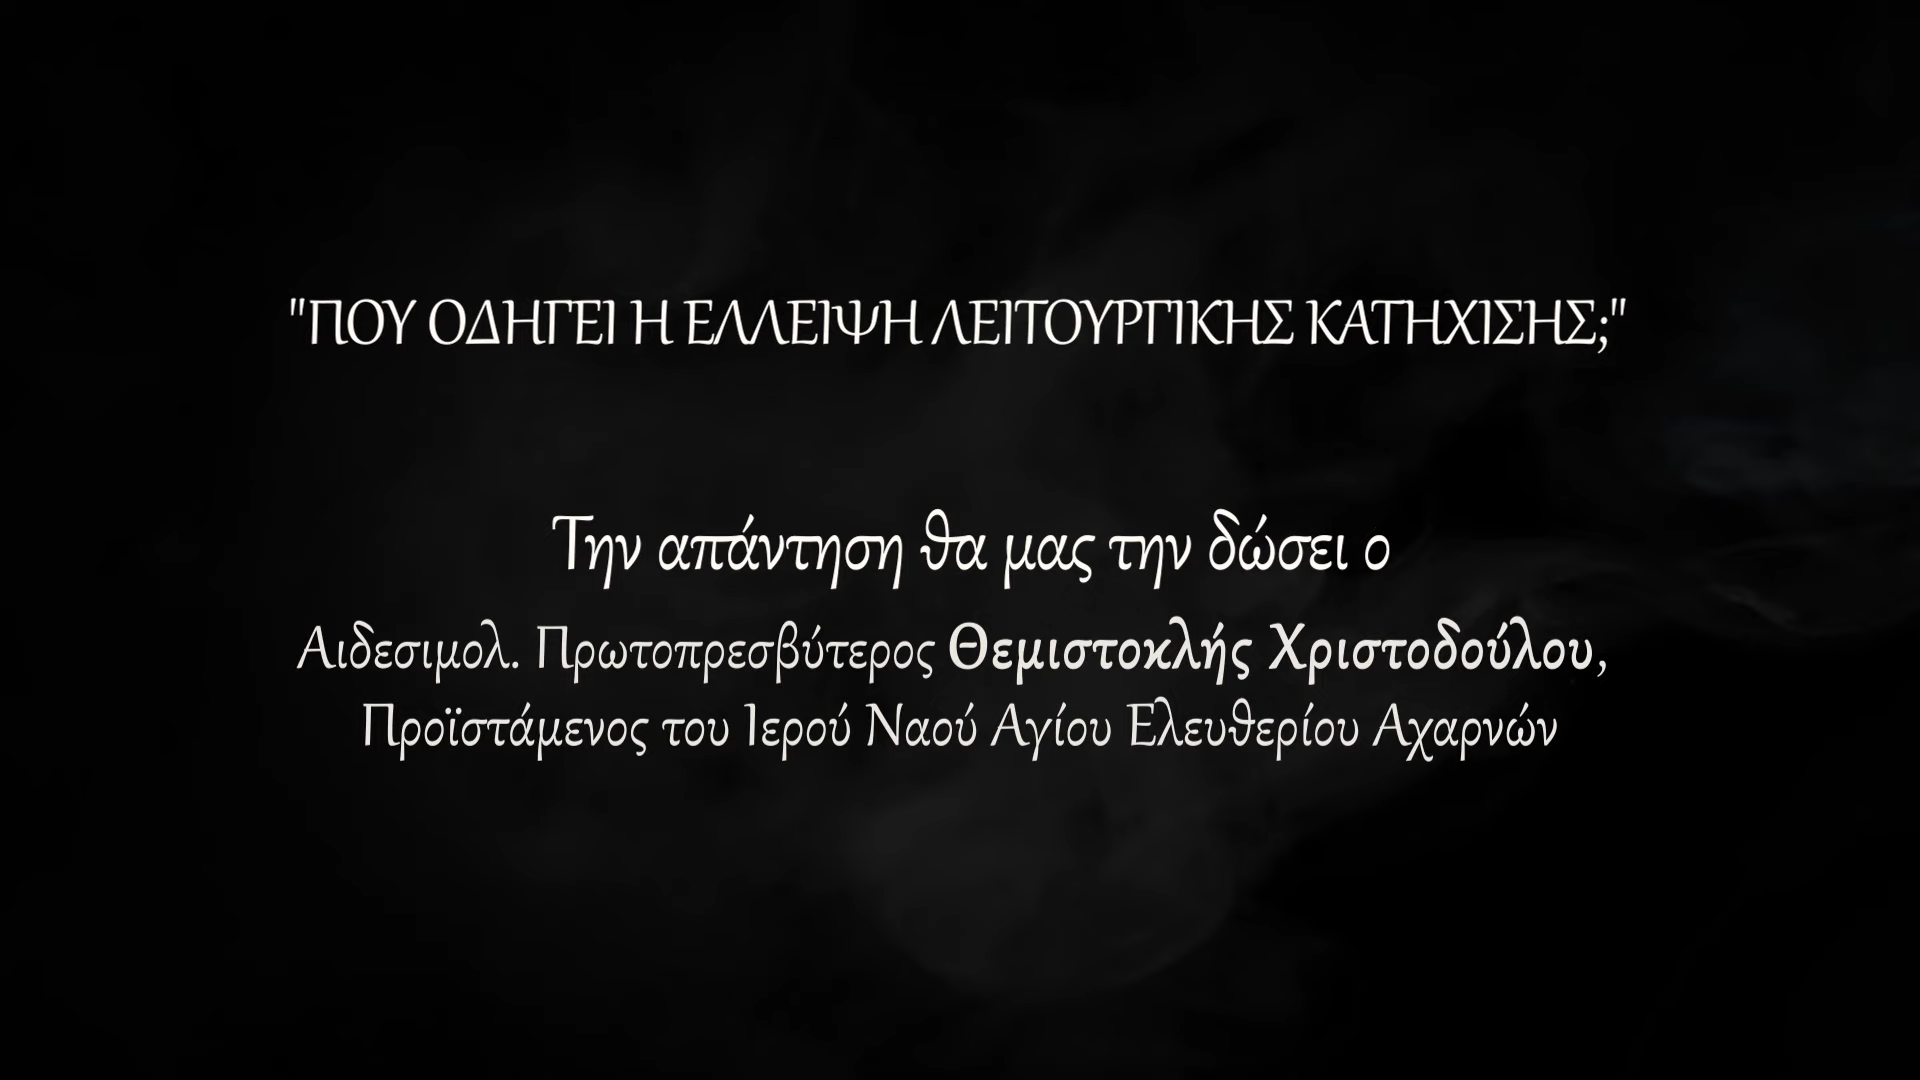 "ΠΟΥ ΟΔΗΓΕΙ Η ΕΛΛΕΙΨΗ ΛΕΙΤΟΥΡΓΙΚΗΣ ΚΑΤΗΧΙΣΗΣ;"
Την απάντηση θα μας την δώσει ο
Αιδεσιμολ. Πρωτοπρεσβύτερος Θεμιστοκλής Χριστοδούλου,
Προϊστάμενος του Ιερού Ναού Αγίου Ελευθερίου Αχαρνών